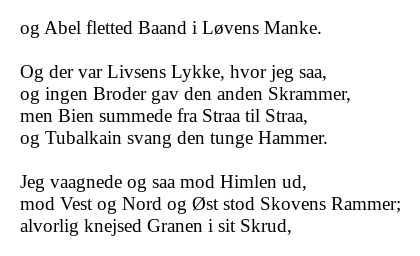 og Abel fletted Baand i Løvens Manke.

Og der var Livsens Lykke, hvor jeg saa,
og ingen Broder gav den anden Skrammer,
men Bien summede fra Straa til Straa,
og Tubalkain svang den tunge Hammer.

Jeg vaagnede og saa mod Himlen ud,
mod Vest og Nord og Øst stod Skovens Rammer;
alvorlig knejsed Granen i sit Skrud,